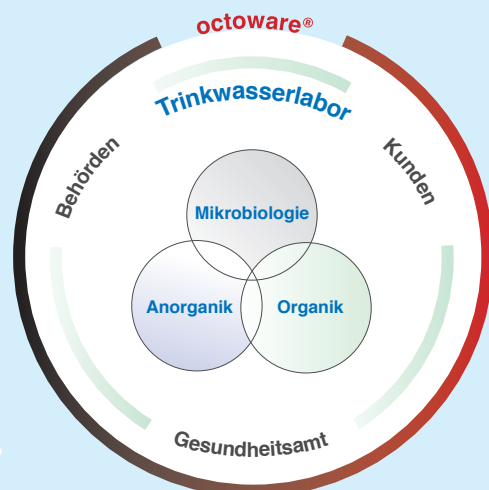 octoware®
Trinkwasserlabor
Behörden
Kunden
Mikrobiologie
Anorganik
Organik
Gesundheitsamt